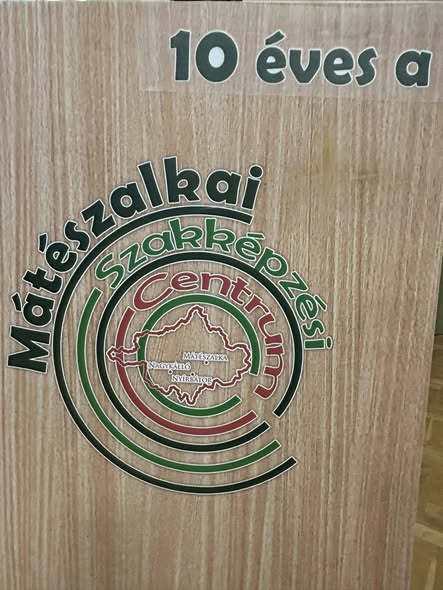 10 éves a
Mátészalkai
Szakképzési
Centrum
Mátészalka
Nagykálló
Nyírbátor